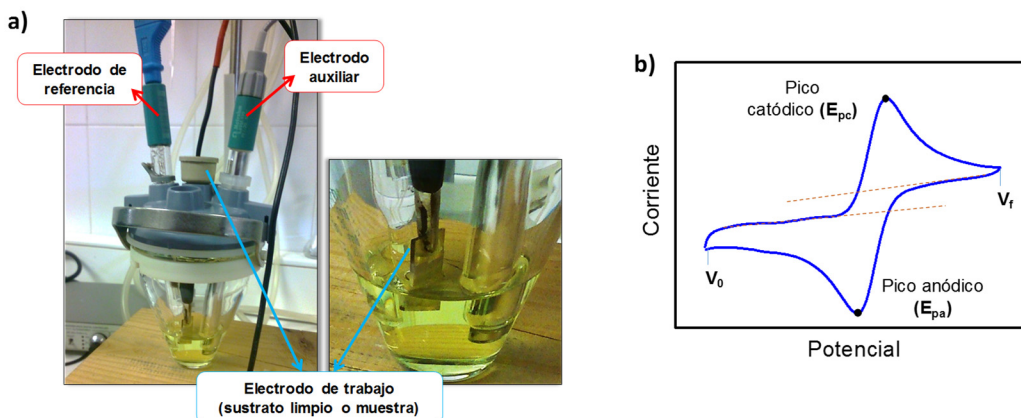 a)
Electrodo de
referencia
Electrodo
auxiliar
Electrodo de trabajo
(sustrato limpio o muestra)
b)
Pico
catódico (Epc)
Corriente
Vf
V0
Pico anódico
(Epa)
Potencial